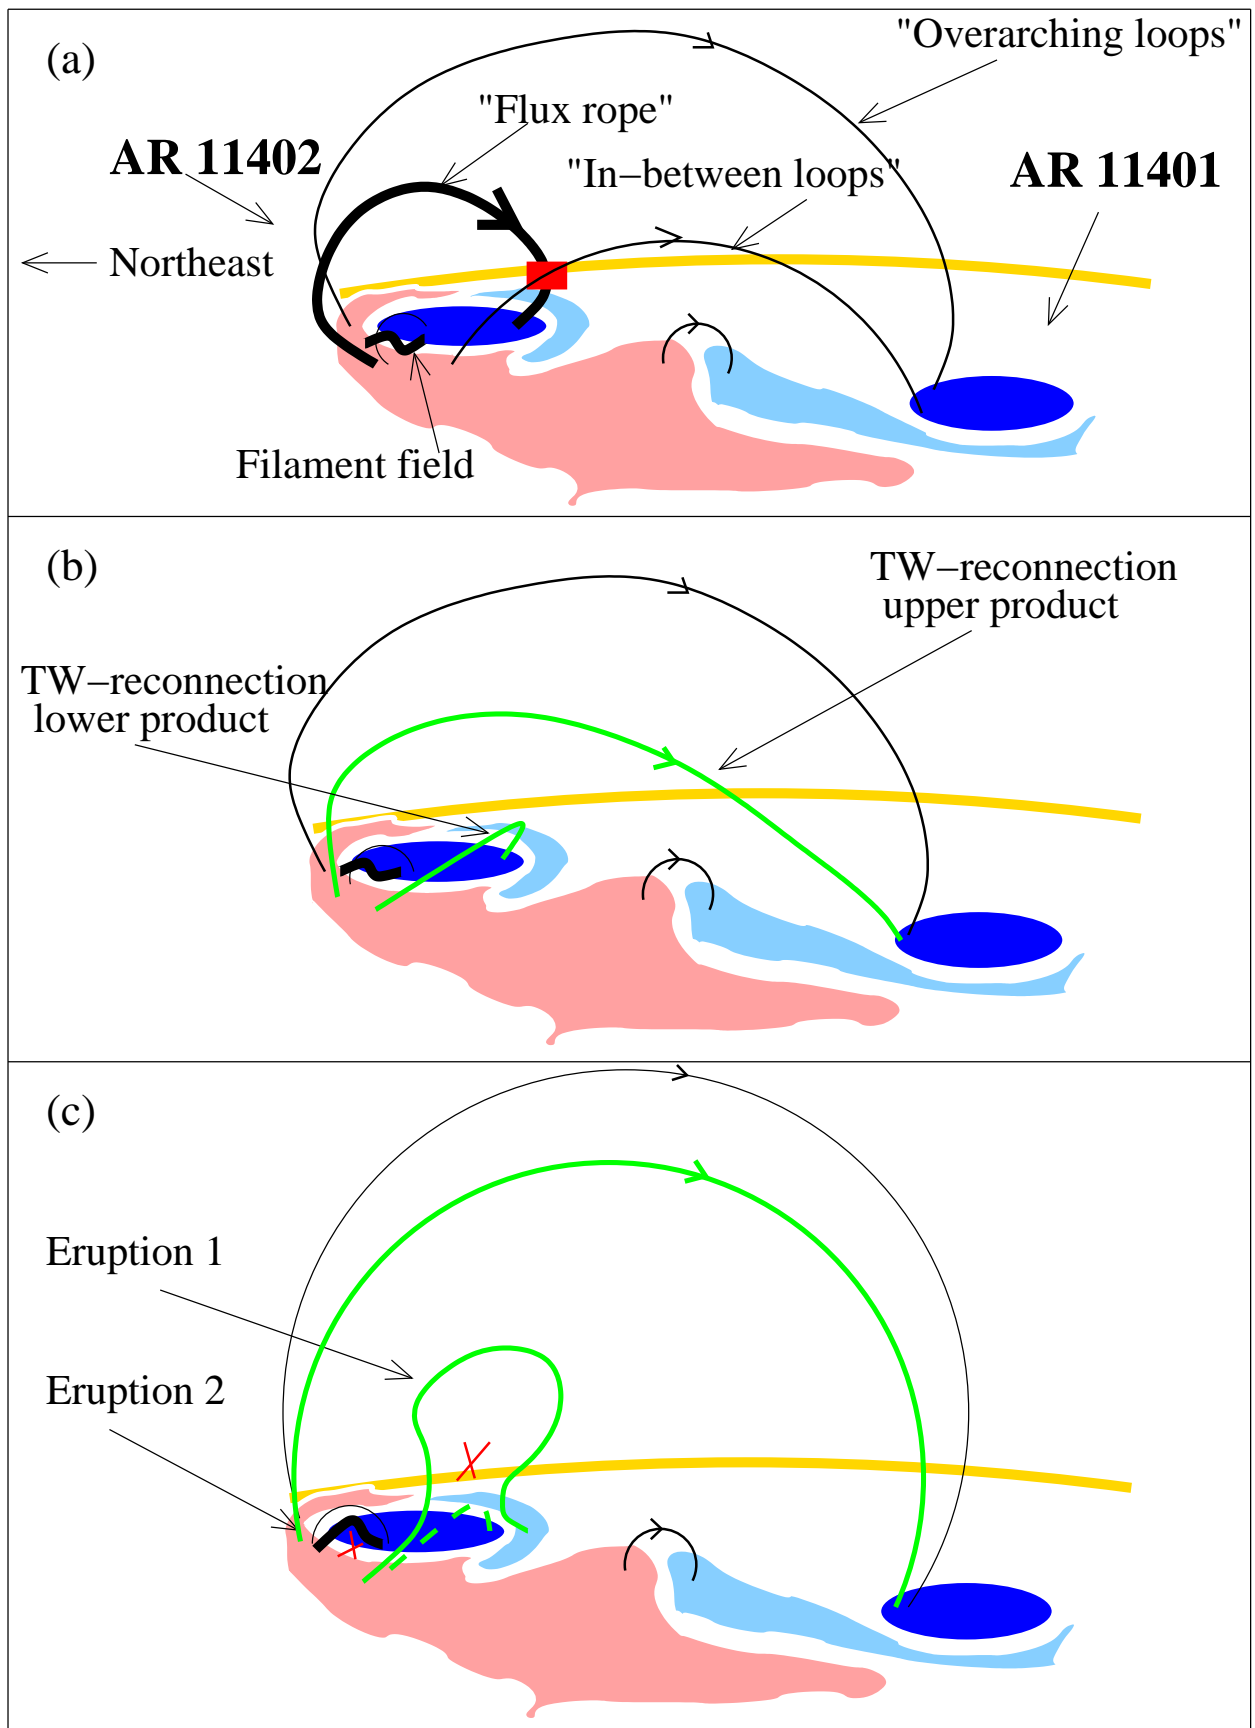 (a)
"Overarching loops"
"Flux rope"
AR 11402
"In−between loops"
AR 11401
Northeast
Filament field
(b)
TW−reconnection
upper product
TW−reconnection
lower product
(c)
Eruption 1
Eruption 2